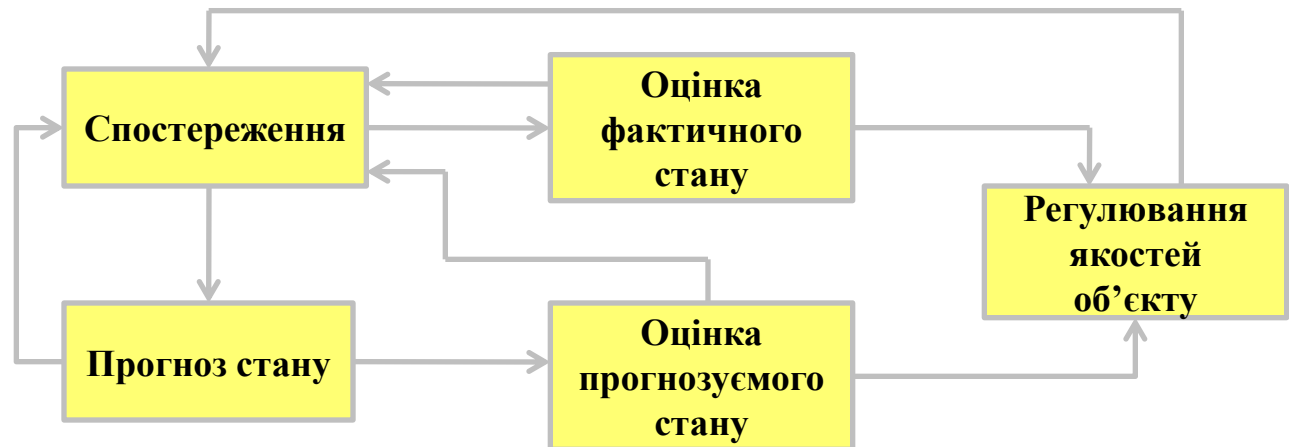 Спостереження
Оцінка
фактичного
стану
Регулювання
якостей
об’єкту
Прогноз стану
Оцінка
прогнозуємого
стану